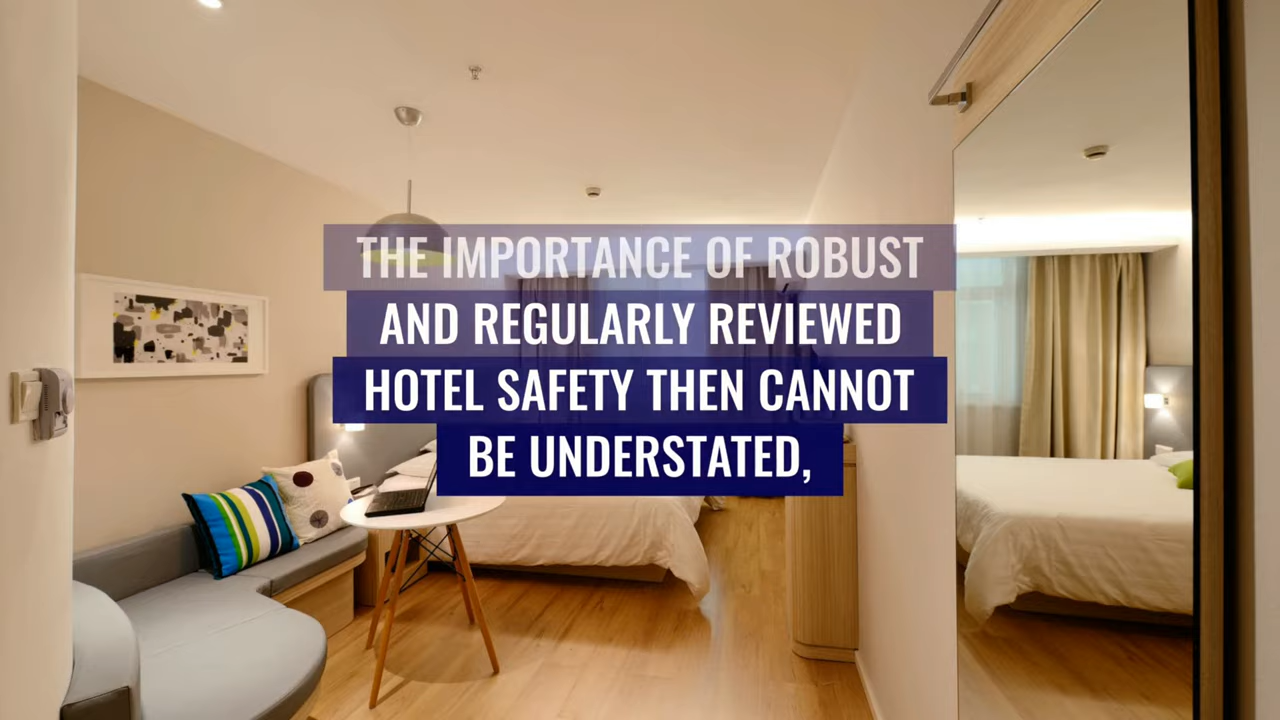 THE IMPORTANCE OF ROBUST
AND REGULARLY REVIEWED
HOTEL SAFETY THEN CANNOT
BE UNDERSTATED,